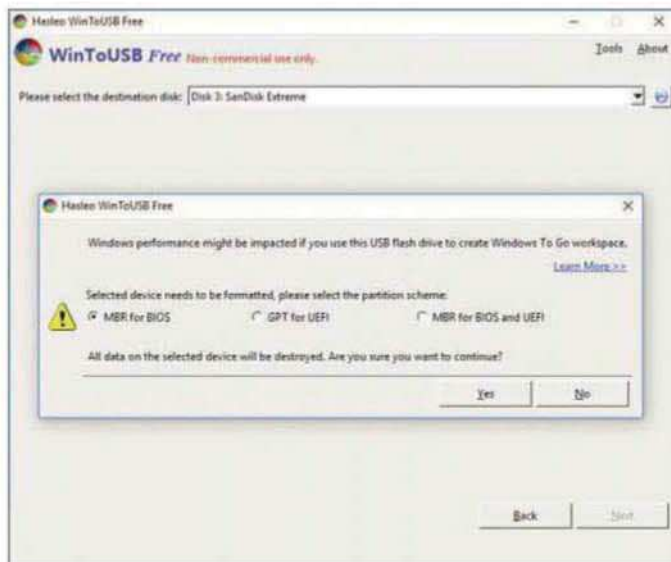 Hasleo WinToUSB Free
WinToUSB Free Non-commercial use only.
Tools About
Please select the destination disk: Disk 3: SanDisk Extreme
Hasleo WinToUSB Free
Windows performance might be impacted if you use this USB flash drive to create Windows To Go workspace.
Learn More >>
Selected device needs to be formatted, please select the partition scheme:
MBR for BIOS GPT for UEFI MBR for BIOS and UEFI
All data on the selected device will be destroyed. Are you sure you want to continue?
Yes No
Back Next